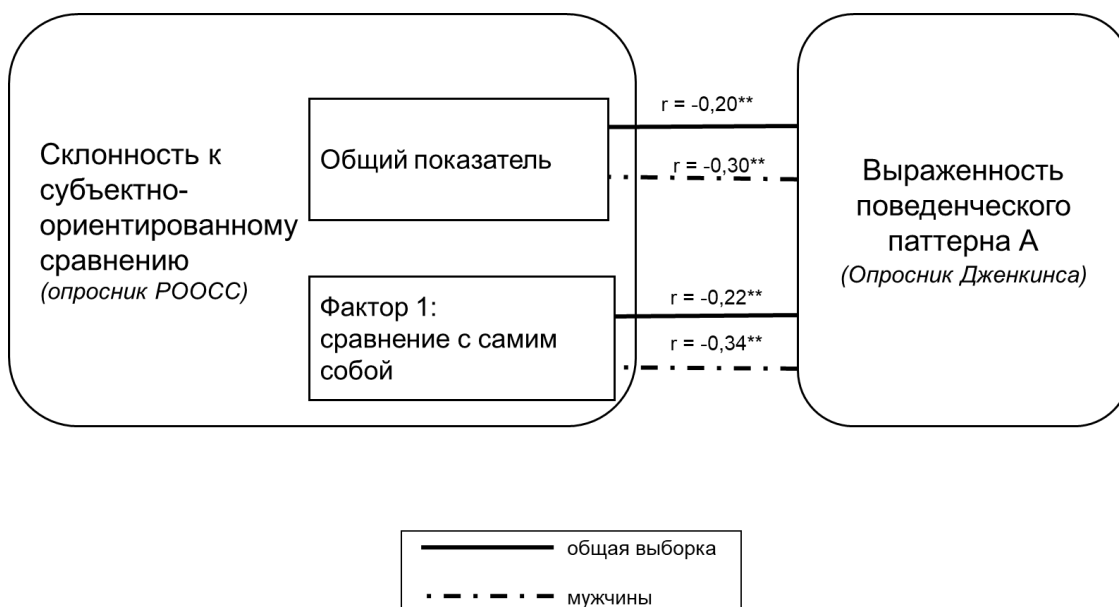 Склонность к
субъектно-
ориентированному
сравнению
(опросник РООСС)
Общий показатель
Фактор 1:
сравнение с самим
собой
r = -0,20**
r = -0,30**
r = -0,22**
r = -0,34**
Выраженность
поведенческого
паттерна А
(Опросник Дженкинса)
общая выборка
мужчины